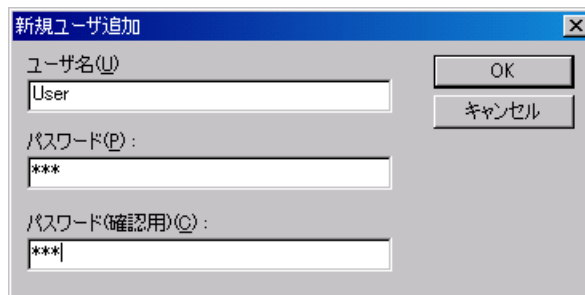 新規ユーザ追加
ユーザ名(U)
User
OK
キャンセル
パスワード(P) :
***
パスワード(確認用)(C) :
***